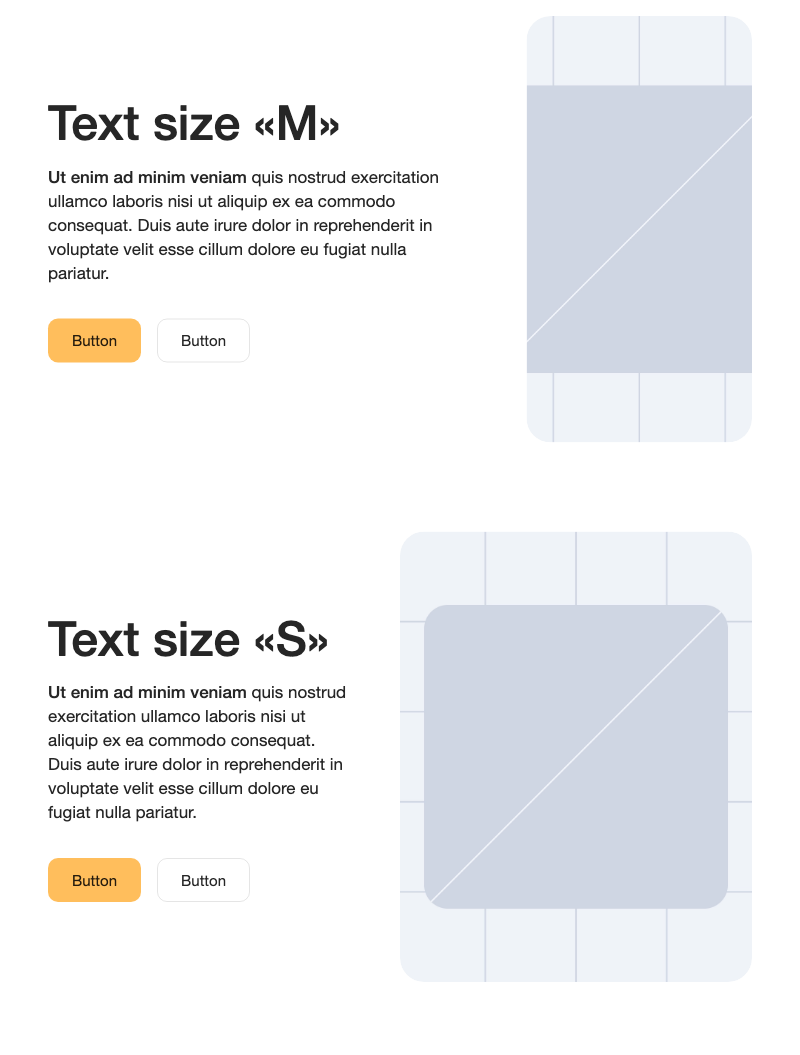 Text size «M»
Ut enim ad minim veniam quis nostrud exercitation
ullamco laboris nisi ut aliquip ex ea commodo
consequat. Duis aute irure dolor in reprehenderit in
voluptate velit esse cillum dolore eu fugiat nulla
pariatur.
Button Button
Text size «S»
Ut enim ad minim veniam quis nostrud
exercitation ullamco laboris nisi ut
aliquip ex ea commodo consequat.
Duis aute irure dolor in reprehenderit in
voluptate velit esse cillum dolore eu
fugiat nulla pariatur.
Button Button